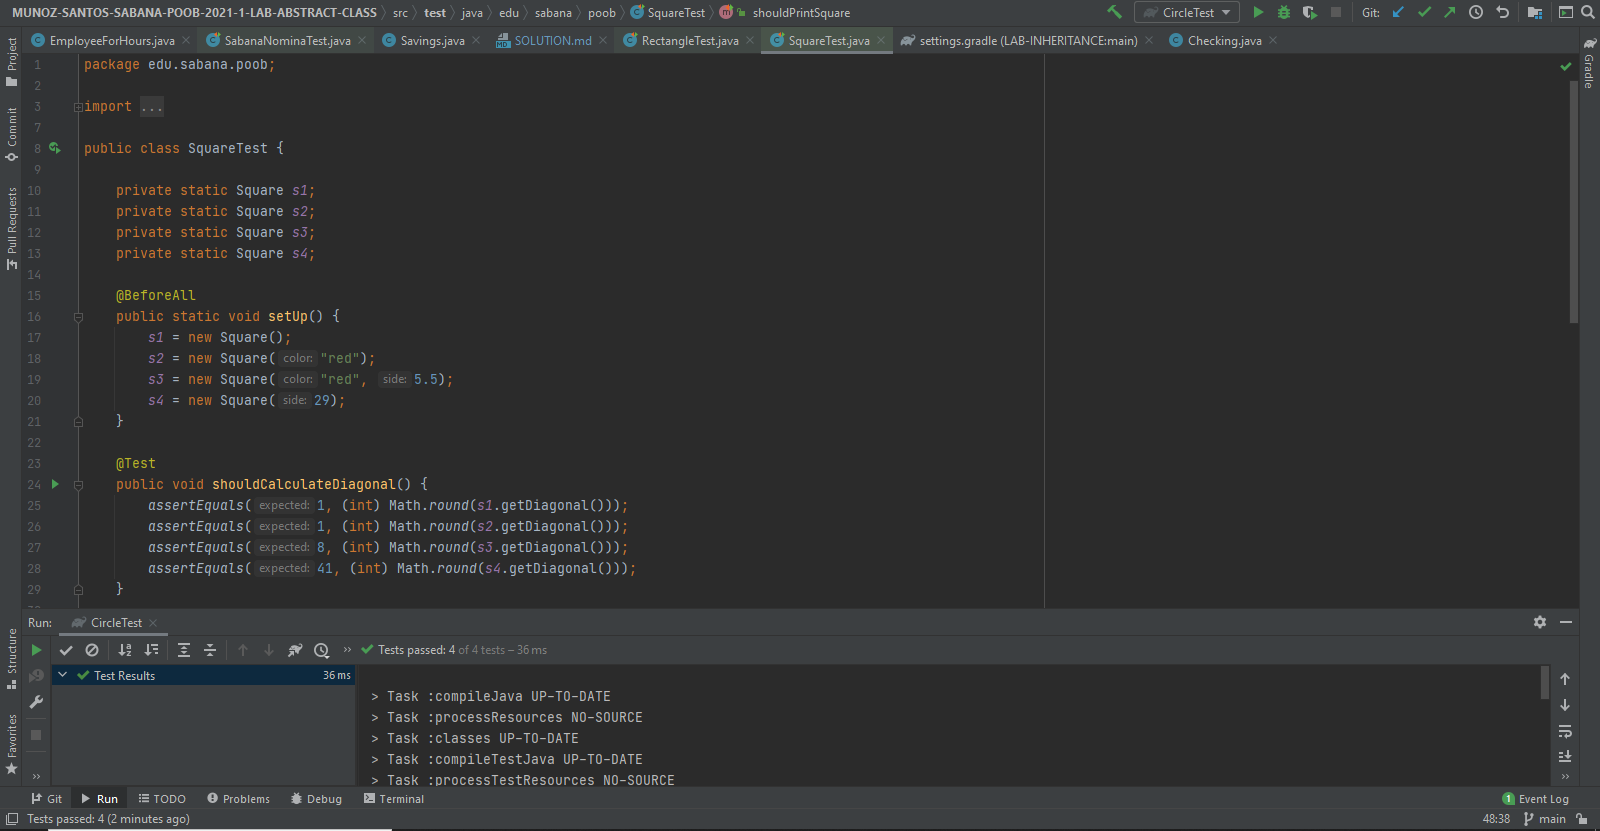 MUNOZ-SANTOS-SABANA-POOB-2021-1-LAB-ABSTRACT-CLASS src test java edu sabana poob SquareTest shouldPrintSquare CircleTest Git:
EmployeeForHours.java SabanaNominaTest.java Savings.java SOLUTION.md RectangleTest.java SquareTest.java settings.gradle (LAB-INHERITANCE:main) Checking.java
Project
Commit
Pull Requests
Structure
Favorites
Gradle
1 package edu.sabana.poob;
2
3 import ...
7
8 public class SquareTest {
9
10 private static Square s1;
11 private static Square s2;
12 private static Square s3;
13 private static Square s4;
14
15 @BeforeAll
16 public static void setUp() {
17 s1 = new Square();
18 s2 = new Square( color: "red");
19 s3 = new Square( color: "red", side: 5.5);
20 s4 = new Square( side: 29);
21 }
22
23 @Test
24 public void shouldCalculateDiagonal() {
25 assertEquals( expected: 1, (int) Math.round(s1.getDiagonal()));
26 assertEquals( expected: 1, (int) Math.round(s2.getDiagonal()));
27 assertEquals( expected: 8, (int) Math.round(s3.getDiagonal()));
28 assertEquals( expected: 41, (int) Math.round(s4.getDiagonal()));
29 }
Run: CircleTest
Tests passed: 4 of 4 tests – 36 ms
Test Results 36 ms
> Task :compileJava UP-TO-DATE
> Task :processResources NO-SOURCE
> Task :classes UP-TO-DATE
> Task :compileTestJava UP-TO-DATE
> Task :processTestResources NO-SOURCE
Git Run TODO Problems Debug Terminal 1 Event Log
Tests passed: 4 (2 minutes ago) 48:38 main